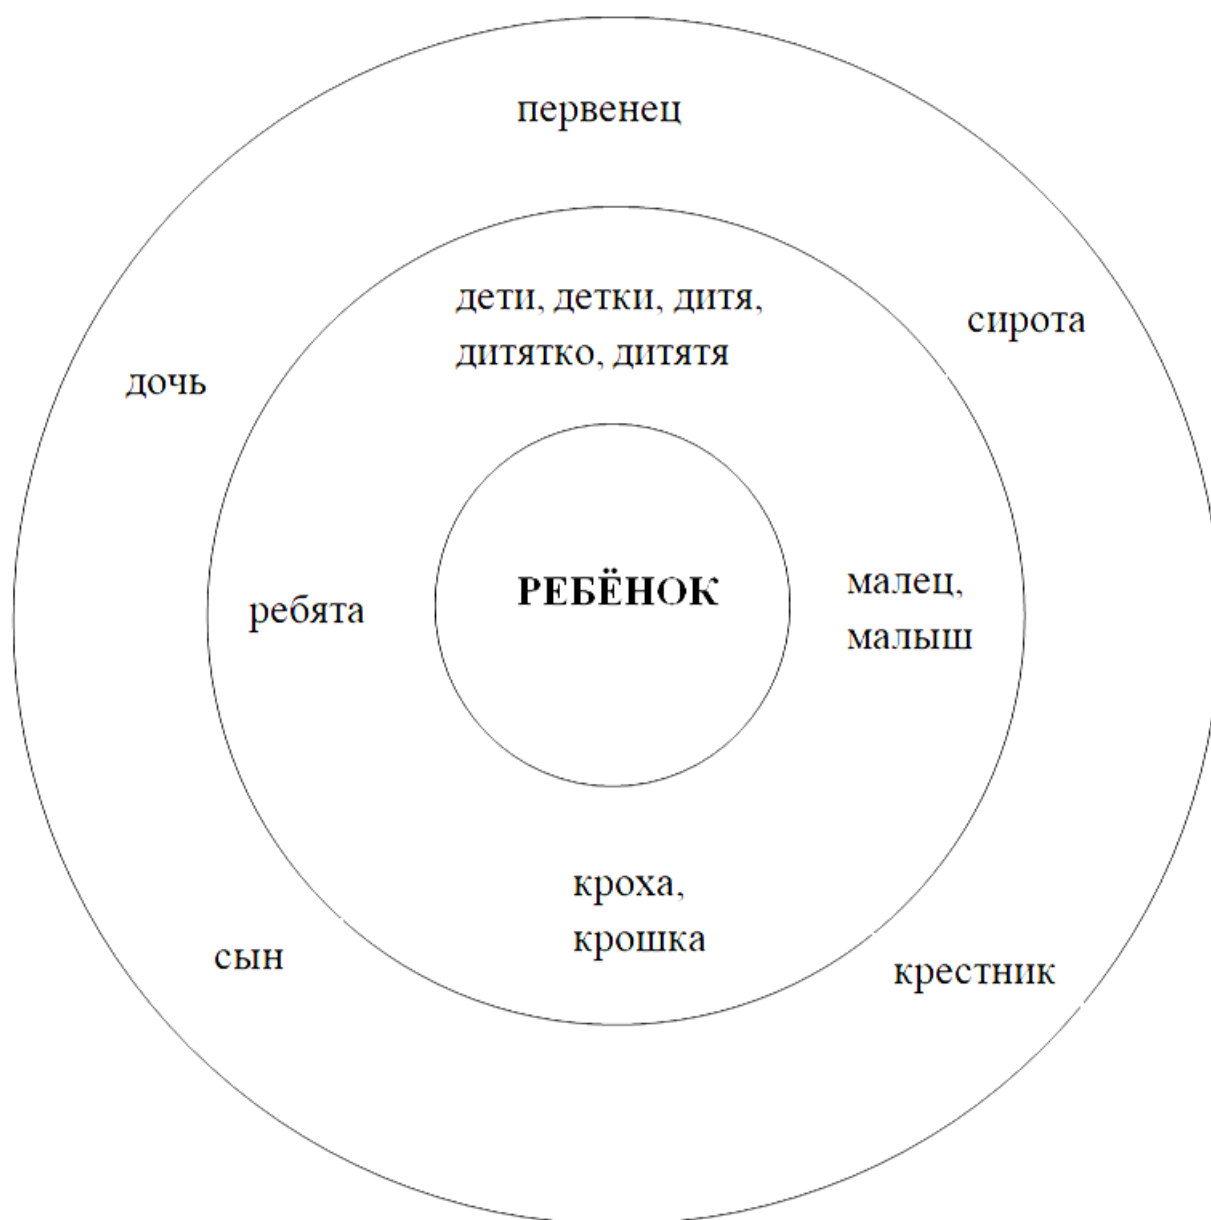 первенец
дети, детки, дитя,
дитятко, дитятя
сирота
дочь
РЕБЁНОК
ребята
малец,
малыш
кроха,
крошка
сын
крестник